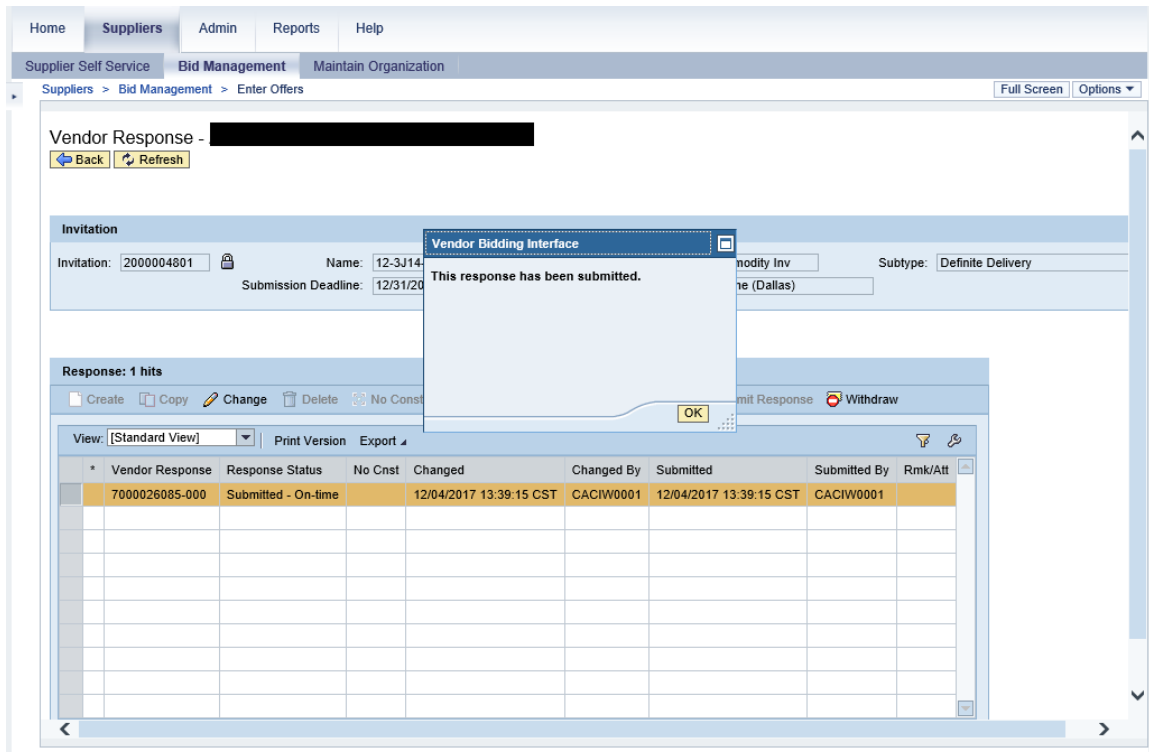 Home Suppliers Admin Reports Help
Supplier Self Service Bid Management Maintain Organization
Suppliers > Bid Management > Enter Offers Full Screen Options
Vendor Response -
Back Refresh
Invitation
Vendor Bidding Interface
Invitation: 2000004801 Name: 12-3J14- modity Inv Subtype: Definite Delivery
This response has been submitted.
Submission Deadline: 12/31/20 ne (Dallas)
Response: 1 hits
Create Copy Change Delete No Const mit Response Withdraw
OK
View: [Standard View] Print Version Export
* Vendor Response Response Status No Cnst Changed Changed By Submitted Submitted By Rmk/Att
7000026085-000 Submitted - On-time 12/04/2017 13:39:15 CST CACIW0001 12/04/2017 13:39:15 CST CACIW0001